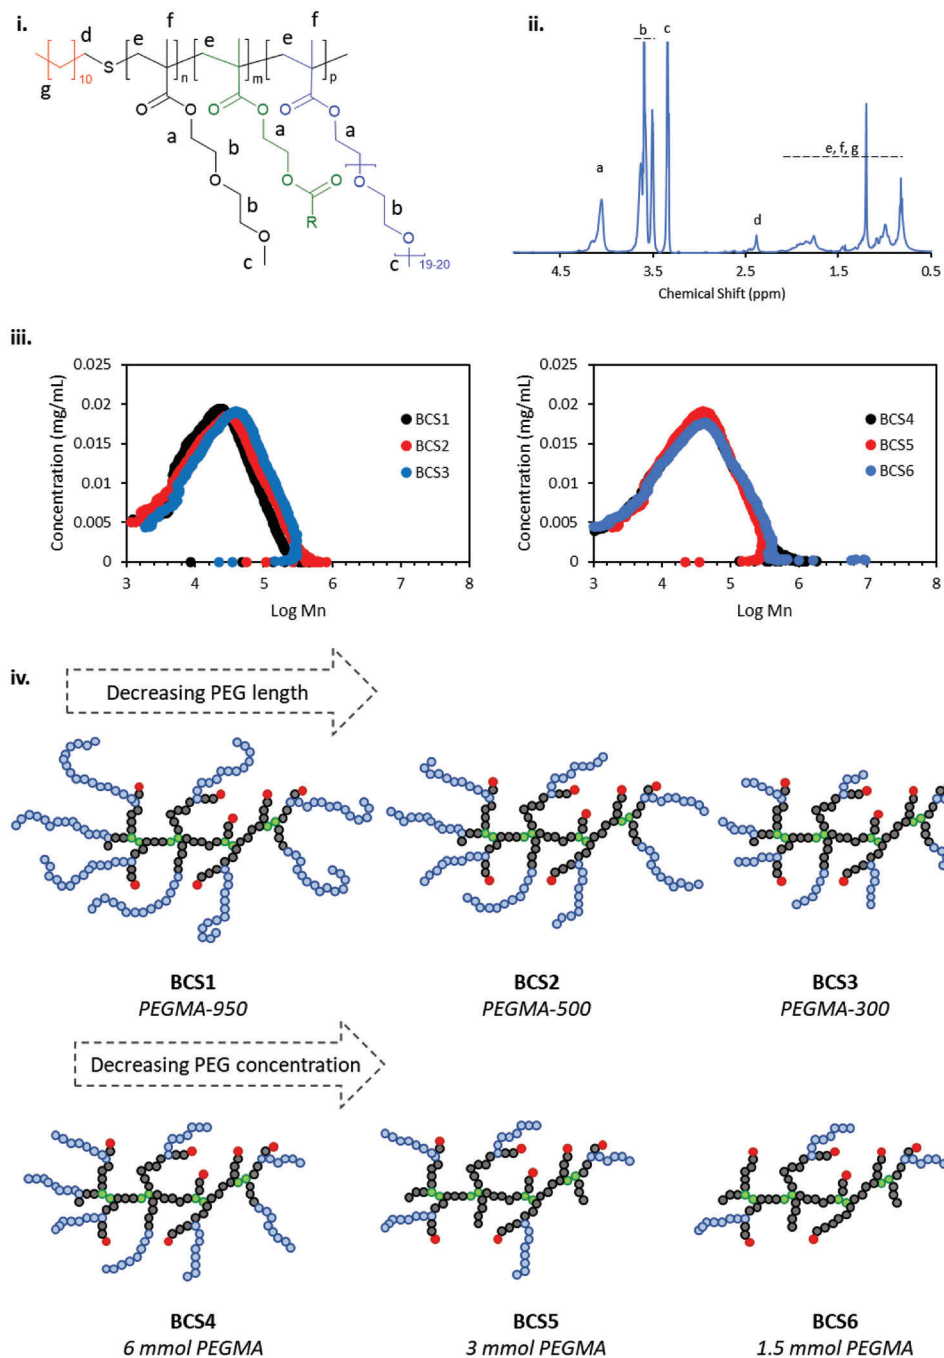 i.
ii.
d
f
e
f
e
e
f
g
10
S
n
m
p
O
O
O
O
O
O
a
a
a
b
O
O
O
O
b
b
R
O
O
c
c
19-20
b
c
a
d
e, f, g
4.5
3.5
2.5
1.5
0.5
Chemical Shift (ppm)
iii.
Concentration (mg/mL)
0.025
0.02
0.015
0.01
0.005
0
3
4
5
6
7
8
Log Mn
BCS1
BCS2
BCS3
Concentration (mg/mL)
0.025
0.02
0.015
0.01
0.005
0
3
4
5
6
7
8
Log Mn
BCS4
BCS5
BCS6
iv.
Decreasing PEG length
BCS1
PEGMA-950
BCS2
PEGMA-500
BCS3
PEGMA-300
Decreasing PEG concentration
BCS4
6 mmol PEGMA
BCS5
3 mmol PEGMA
BCS6
1.5 mmol PEGMA